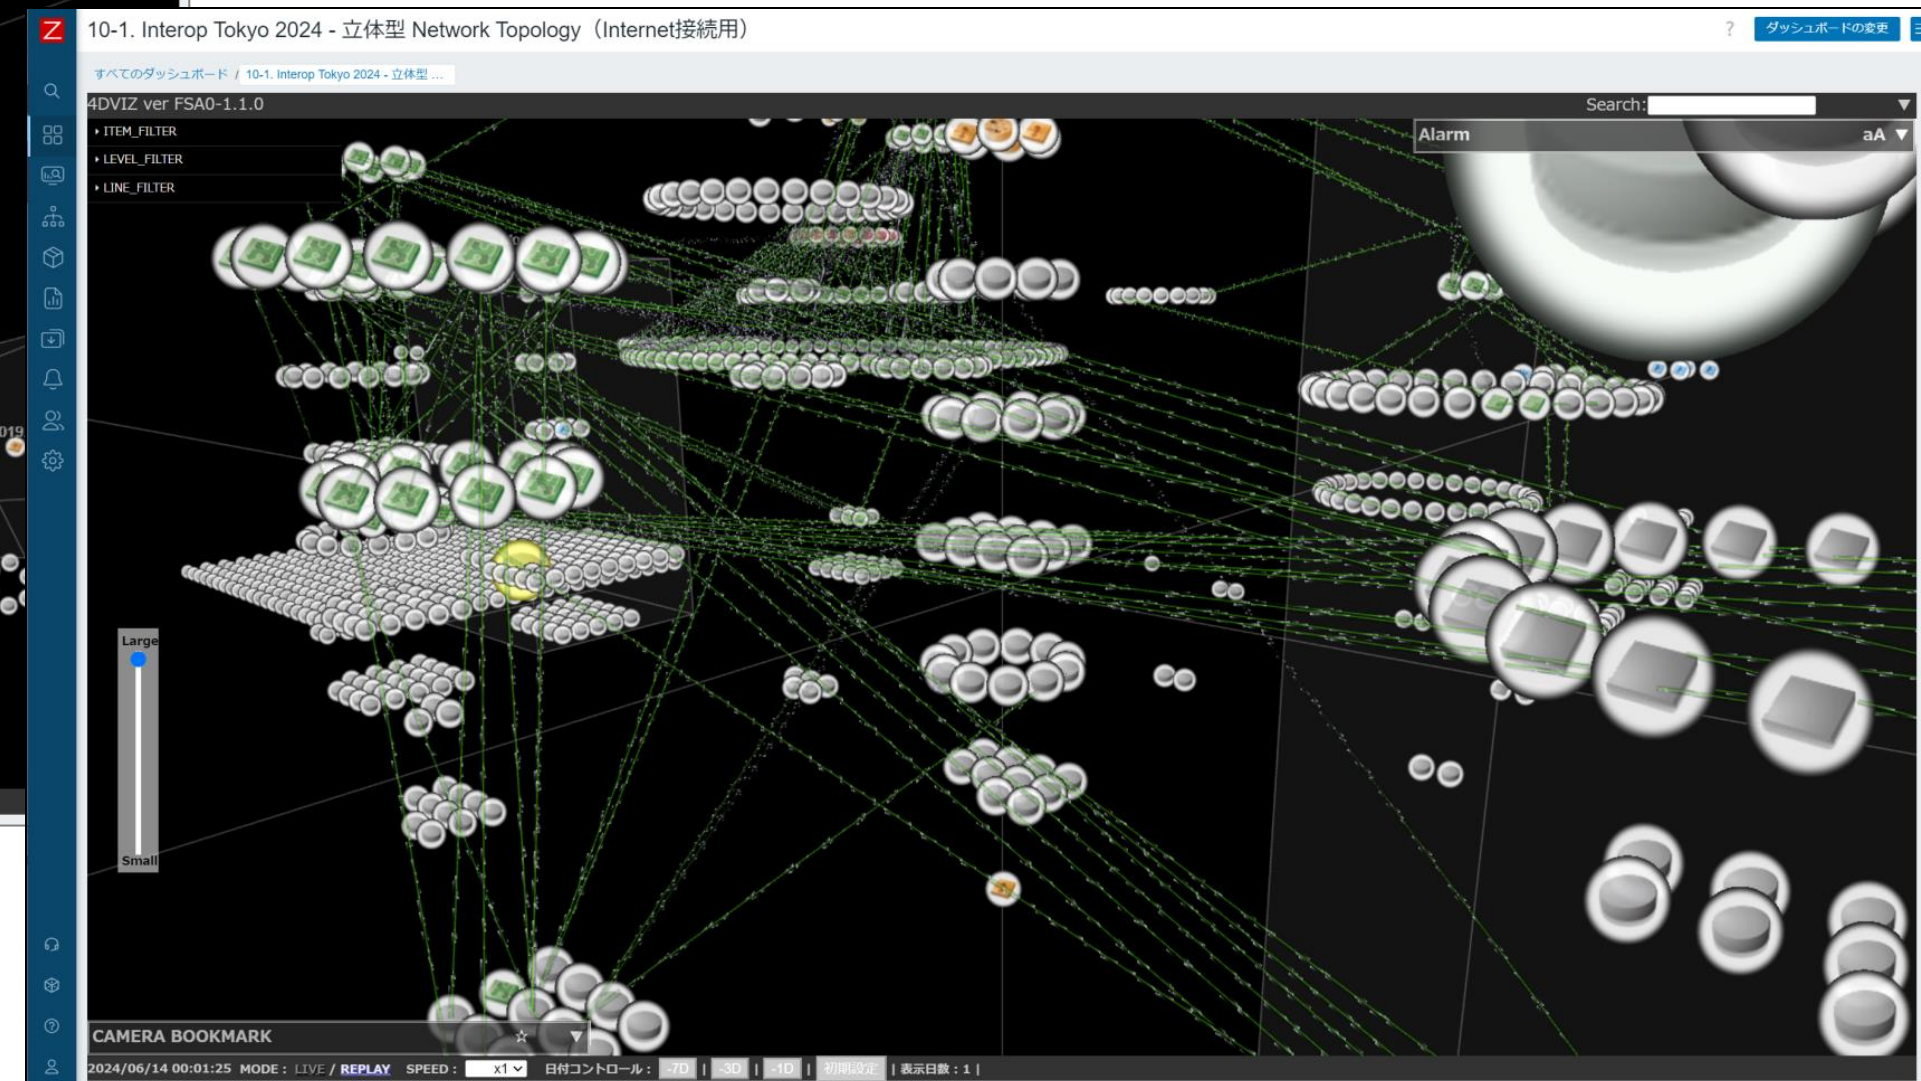 10-1. Interop Tokyo 2024 - 立体型 Network Topology（Internet接続用）
? ダッシュボードの変更
すべてのダッシュボード / 10-1. Interop Tokyo 2024 - 立体型 ...
4DVIZ ver FSA0-1.1.0
Search:
ITEM_FILTER
Alarm aA
LEVEL_FILTER
LINE_FILTER
019
Large
Small
CAMERA BOOKMARK
2024/06/14 00:01:25 MODE : LIVE / REPLAY SPEED : x1 日付コントロール : -7D | -3D | -1D | 初期設定 | 表示日数 : 1 |